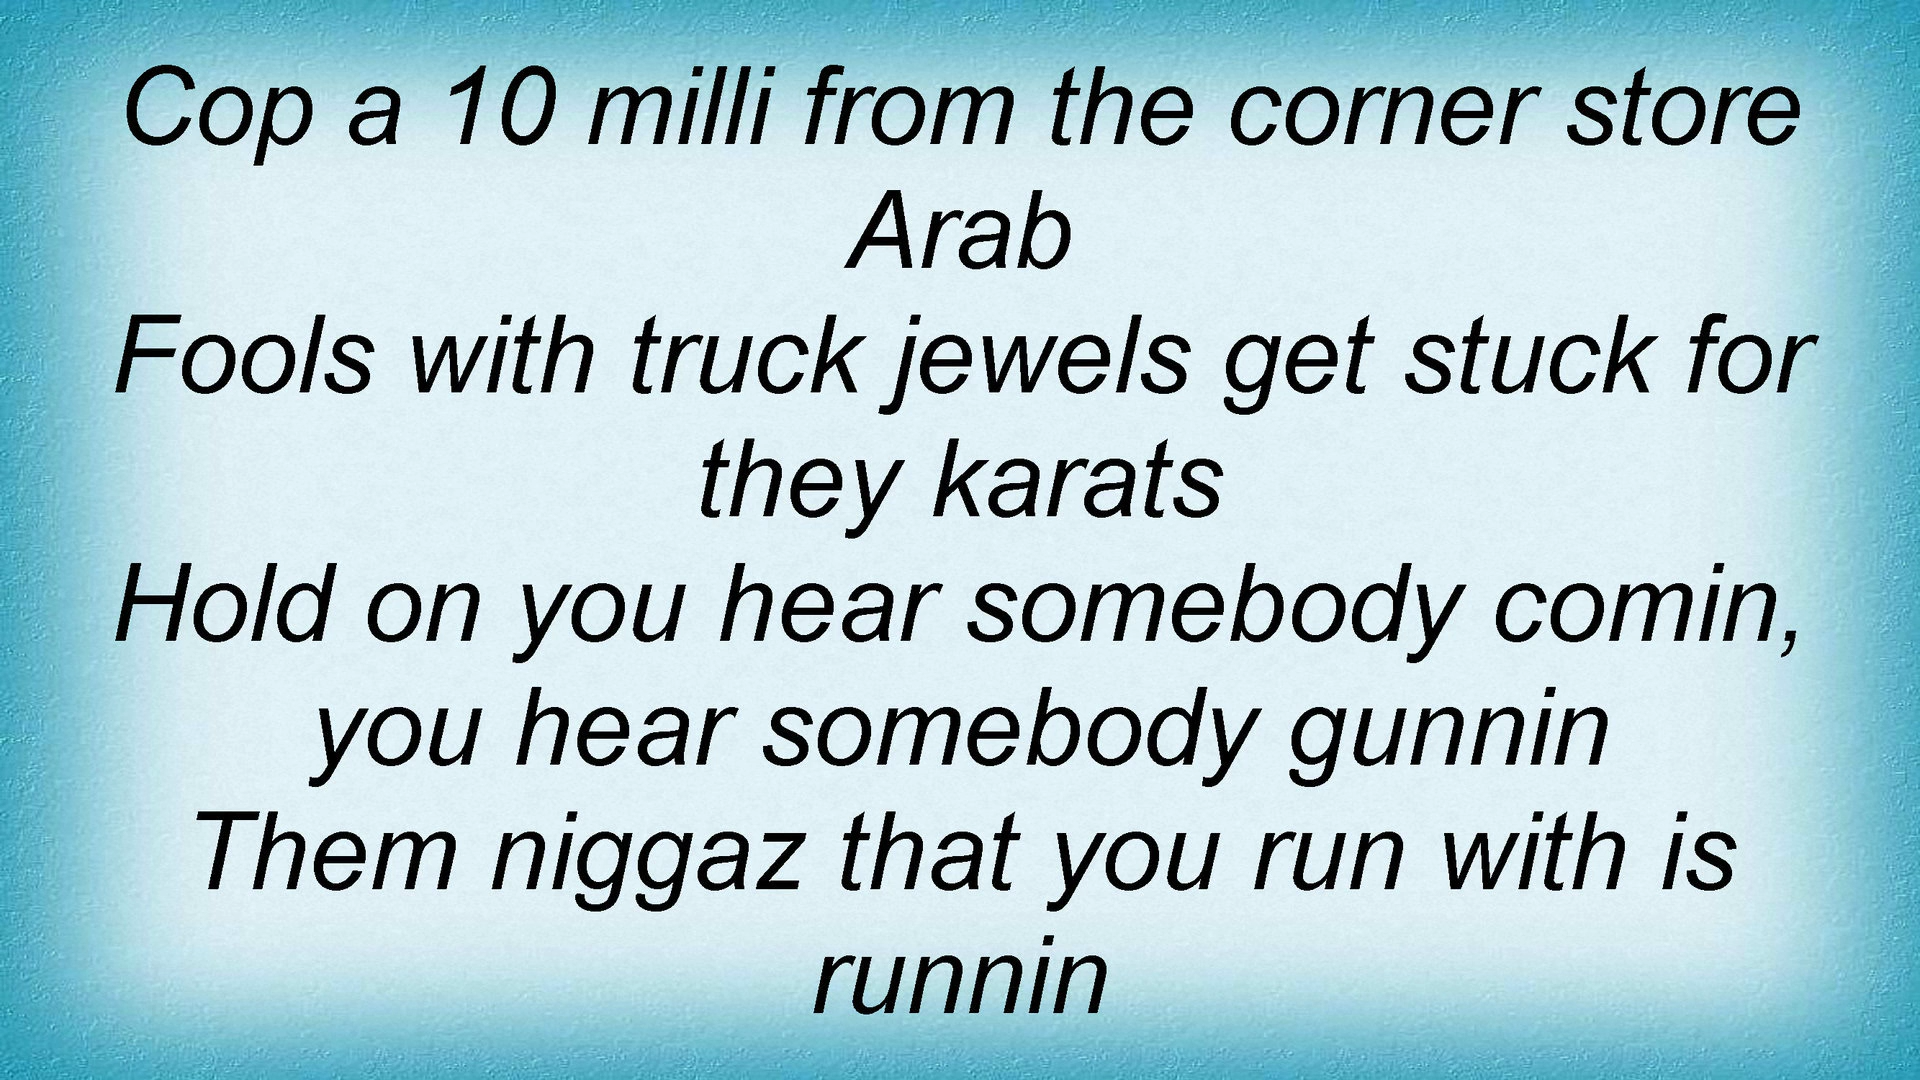 Cop a 10 milli from the corner store
Arab
Fools with truck jewels get stuck for
they karats
Hold on you hear somebody comin,
you hear somebody gunnin
Them niggaz that you run with is
runnin